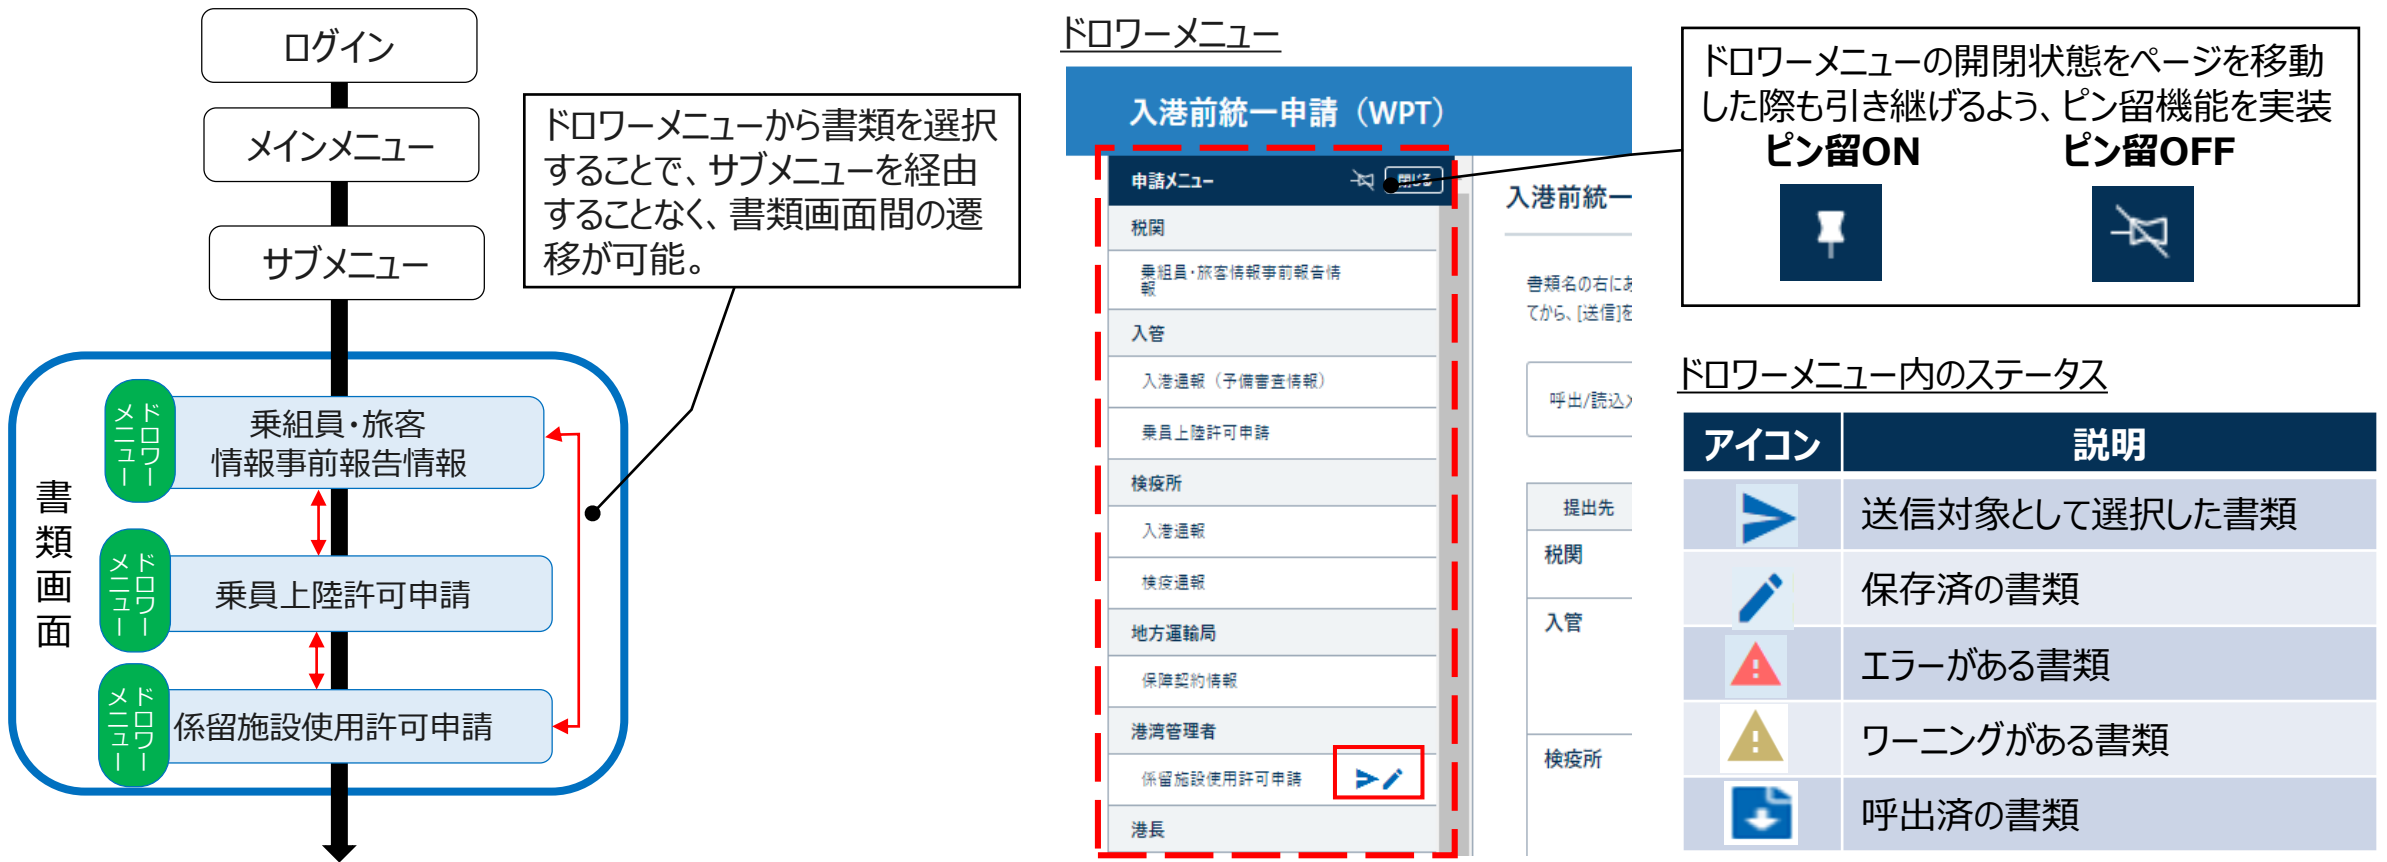 ログイン
メインメニュー
サブメニュー
ドロワーメニューから書類を選択
することで、サブメニューを経由
することなく、書類画面間の遷
移が可能。
書類画面
ドロワー
メニュー
乗組員・旅客
情報事前報告情報
ドロワー
メニュー
乗員上陸許可申請
ドロワー
メニュー
係留施設使用許可申請
ドロワーメニュー
入港前統一申請（WPT）
申請メニュー
閉じる
税関
乗組員・旅客情報事前報告情
報
入管
入港通報（予備審査情報）
乗員上陸許可申請
検疫所
入港通報
検疫通報
地方運輸局
保障契約情報
港湾管理者
係留施設使用許可申請
港長
入港前統一
書類名の右にあ
てから、[送信]を
呼出/読込メ
提出先
税関
入管
検疫所
ドロワーメニューの開閉状態をページを移動
した際も引き継げるよう、ピン留機能を実装
ピン留ON ピン留OFF
ドロワーメニュー内のステータス
アイコン 説明
送信対象として選択した書類
保存済の書類
エラーがある書類
ワーニングがある書類
呼出済の書類